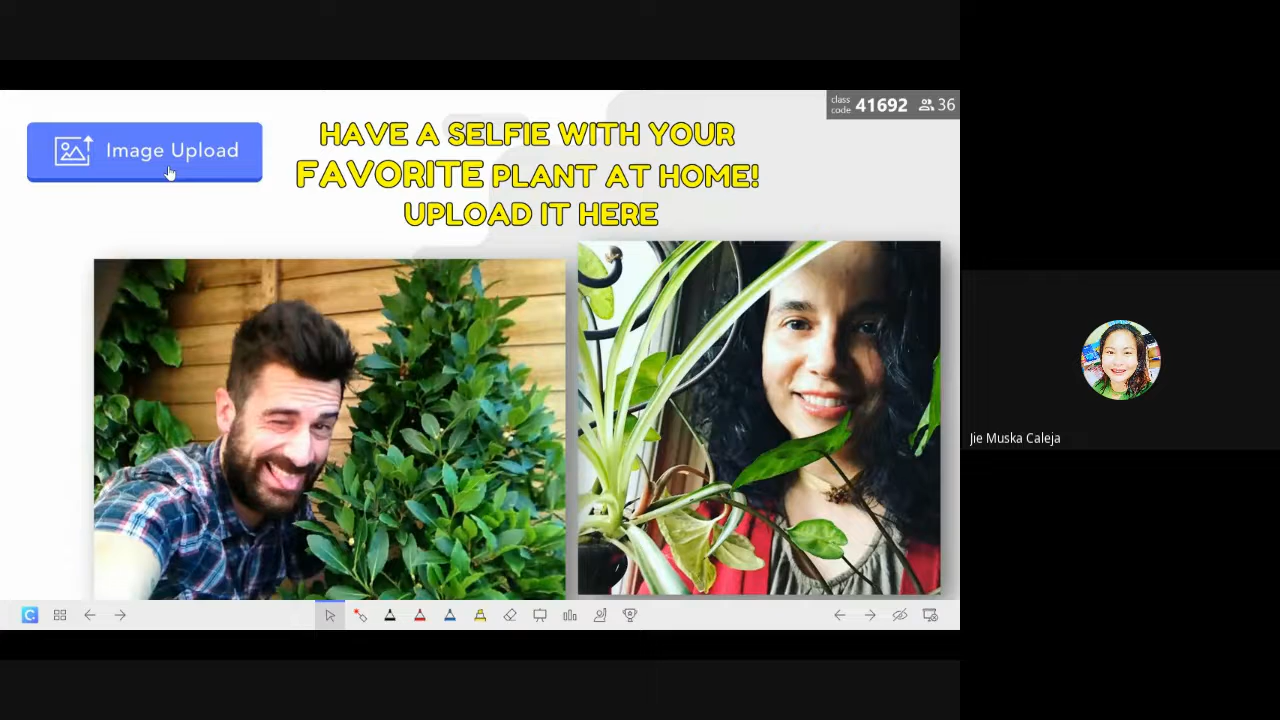 class
code 41692 36
Image Upload
HAVE A SELFIE WITH YOUR
FAVORITE PLANT AT HOME!
UPLOAD IT HERE
Jie Muska Caleja